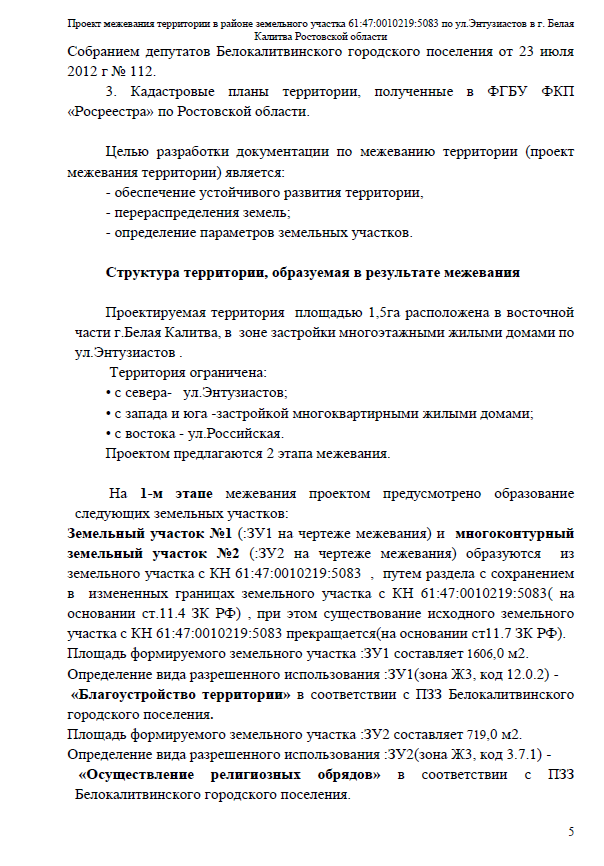 Проект межевания территории в районе земельного участка 61:47:0010219:5083 по ул.Энтузиастов в г. Белая
Калитва Ростовской области
Собранием депутатов Белокалитвинского городского поселения от 23 июля
2012 г № 112.
3. Кадастровые планы территории, полученные в ФГБУ ФКП
«Росреестра» по Ростовской области.
Целью разработки документации по межеванию территории (проект
межевания территории) является:
- обеспечение устойчивого развития территории,
- перераспределения земель;
- определение параметров земельных участков.
Структура территории, образуемая в результате межевания
Проектируемая территория площадью 1,5га расположена в восточной
части г.Белая Калитва, в зоне застройки многоэтажными жилыми домами по
ул.Энтузиастов .
Территория ограничена:
• с севера- ул.Энтузиастов;
• с запада и юга -застройкой многоквартирными жилыми домами;
• с востока - ул.Российская.
Проектом предлагаются 2 этапа межевания.
На 1-м этапе межевания проектом предусмотрено образование
следующих земельных участков:
Земельный участок №1 (:ЗУ1 на чертеже межевания) и многоконтурный
земельный участок №2 (:ЗУ2 на чертеже межевания) образуются из
земельного участка с КН 61:47:0010219:5083 , путем раздела с сохранением
в измененных границах земельного участка с КН 61:47:0010219:5083( на
основании ст.11.4 ЗК РФ) , при этом существование исходного земельного
участка с КН 61:47:0010219:5083 прекращается(на основании ст11.7 ЗК РФ).
Площадь формируемого земельного участка :ЗУ1 составляет 1606,0 м2.
Определение вида разрешенного использования :ЗУ1(зона Ж3, код 12.0.2) -
«Благоустройство территории» в соответствии с ПЗЗ Белокалитвинского
городского поселения.
Площадь формируемого земельного участка :ЗУ2 составляет 719,0 м2.
Определение вида разрешенного использования :ЗУ2(зона Ж3, код 3.7.1) -
«Осуществление религиозных обрядов» в соответствии с ПЗЗ
Белокалитвинского городского поселения.
5